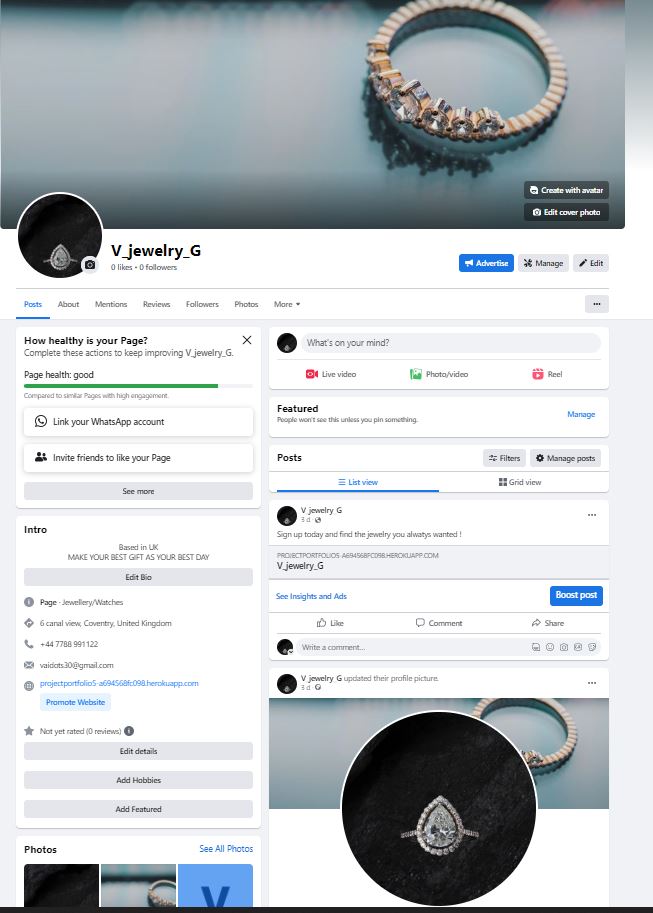 Create with avatar
Edit cover photo
V_jewelry_G
0 likes • 0 followers
Advertise
Manage
Edit
Posts
About
Mentions
Reviews
Followers
Photos
More
How healthy is your Page?
Complete these actions to keep improving V_jewelry_G.
Page health: good
Compared to similar Pages with high engagement.
Link your WhatsApp account
Invite friends to like your Page
See more
Intro
Based in UK
MAKE YOUR BEST GIFT AS YOUR BEST DAY
Edit Bio
Page · Jewellery/Watches
6 canal view, Coventry, United Kingdom
+44 7788 991122
vaidots30@gmail.com
projectportfolio5-a694568fc098.herokuapp.com
Promote Website
Not yet rated (0 reviews)
Edit details
Add Hobbies
Add Featured
Photos
See All Photos
V
What's on your mind?
Live video
Photo/video
Reel
Featured
People won't see this unless you pin something.
Manage
Posts
Filters
Manage posts
List view
Grid view
V_jewelry_G
3 d
Sign up today and find the jewelry you alwatys wanted !
PROJECTPORTFOLIO5-A694568FC098.HEROKUAPP.COM
V_jewelry_G
See Insights and Ads
Boost post
Like
Comment
Share
Write a comment...
V_jewelry_G updated their profile picture.
3 d